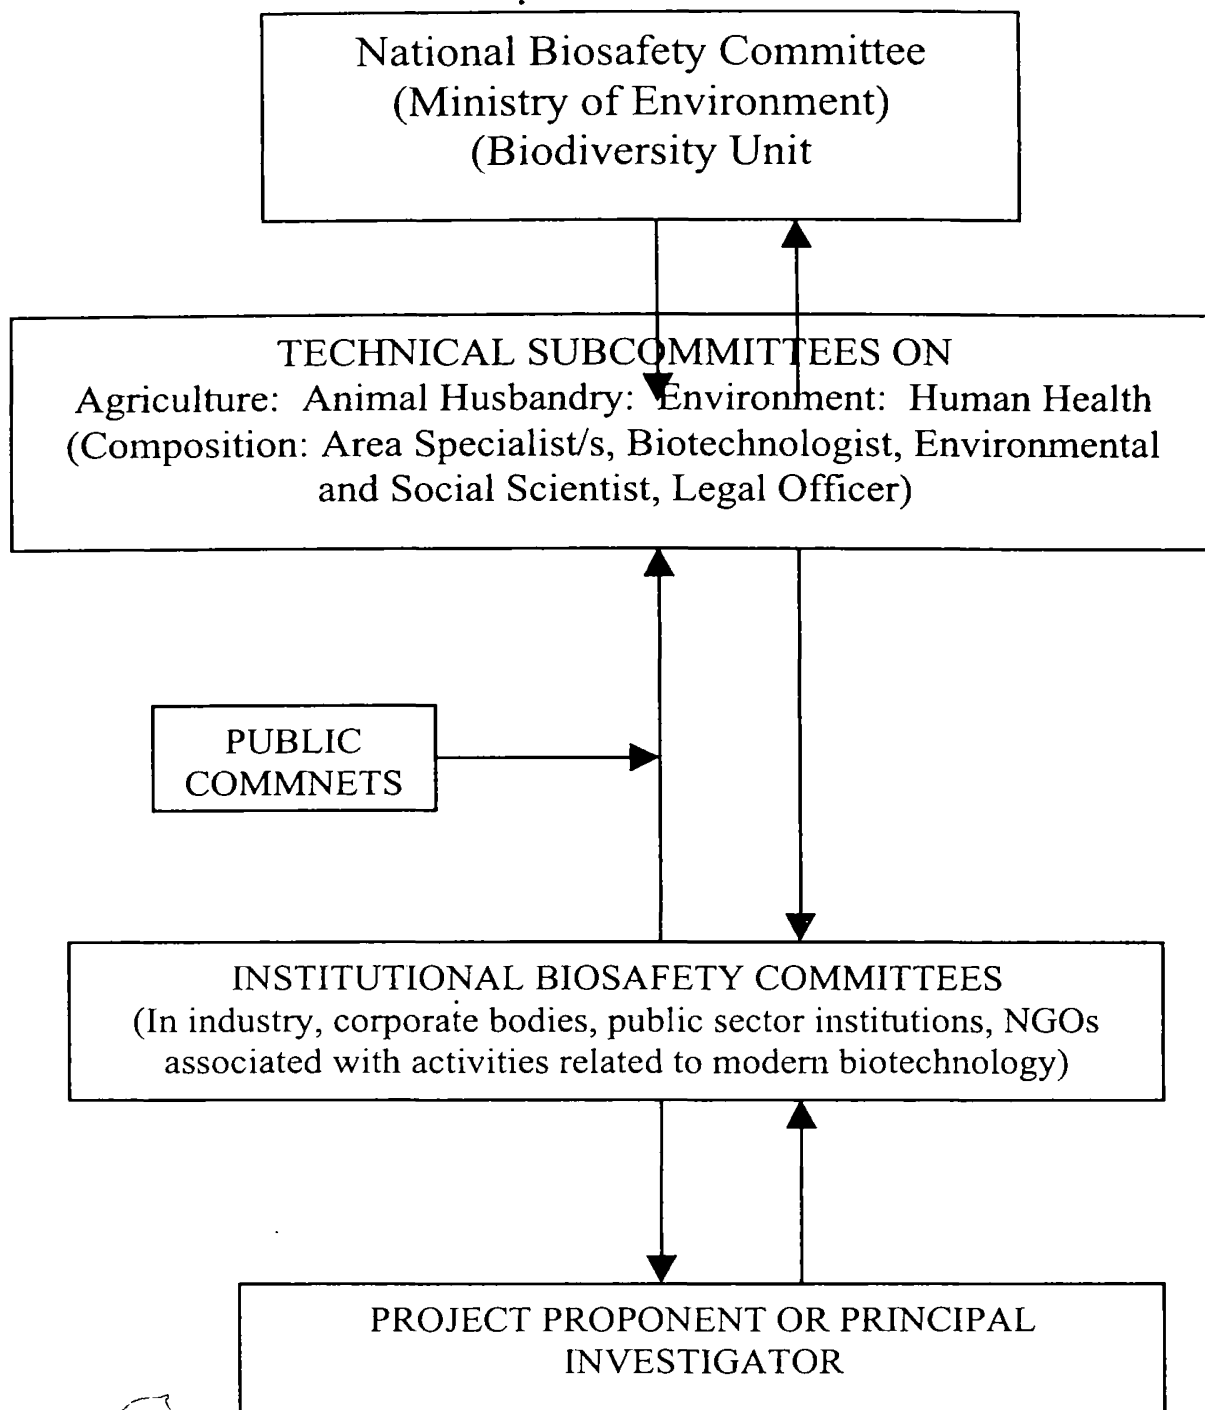 National Biosafety Committee
(Ministry of Environment)
(Biodiversity Unit
TECHNICAL SUBCOMMITTEES ON
Agriculture: Animal Husbandry: Environment: Human Health
(Composition: Area Specialist/s, Biotechnologist, Environmental
and Social Scientist, Legal Officer)
PUBLIC
COMMNETS
INSTITUTIONAL BIOSAFETY COMMITTEES
(In industry, corporate bodies, public sector institutions, NGOs
associated with activities related to modern biotechnology)
PROJECT PROPONENT OR PRINCIPAL
INVESTIGATOR